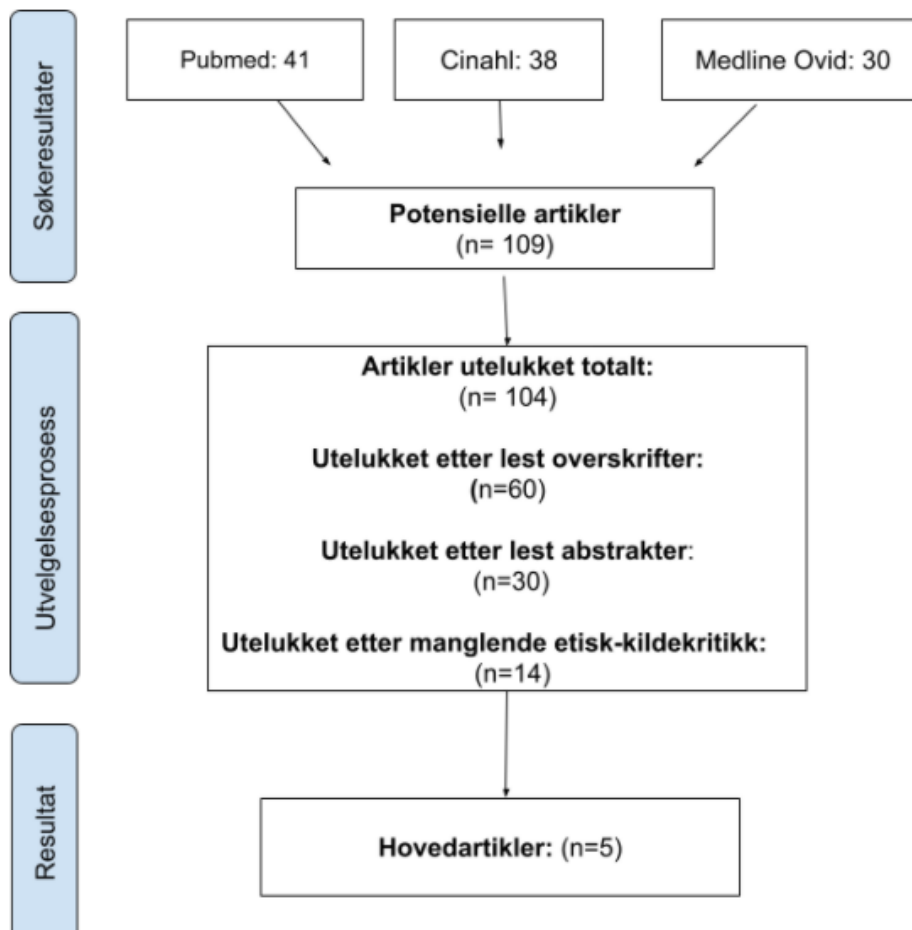 Søkeresultater
Pubmed: 41
Cinahl: 38
Medline Ovid: 30
Potensielle artikler
(n= 109)
Utvelgelsesprosess
Artikler utelukket totalt:
(n= 104)
Utelukket etter lest overskrifter:
(n=60)
Utelukket etter lest abstrakter:
(n=30)
Utelukket etter manglende etisk-kildekritikk:
(n=14)
Resultat
Hovedartikler: (n=5)